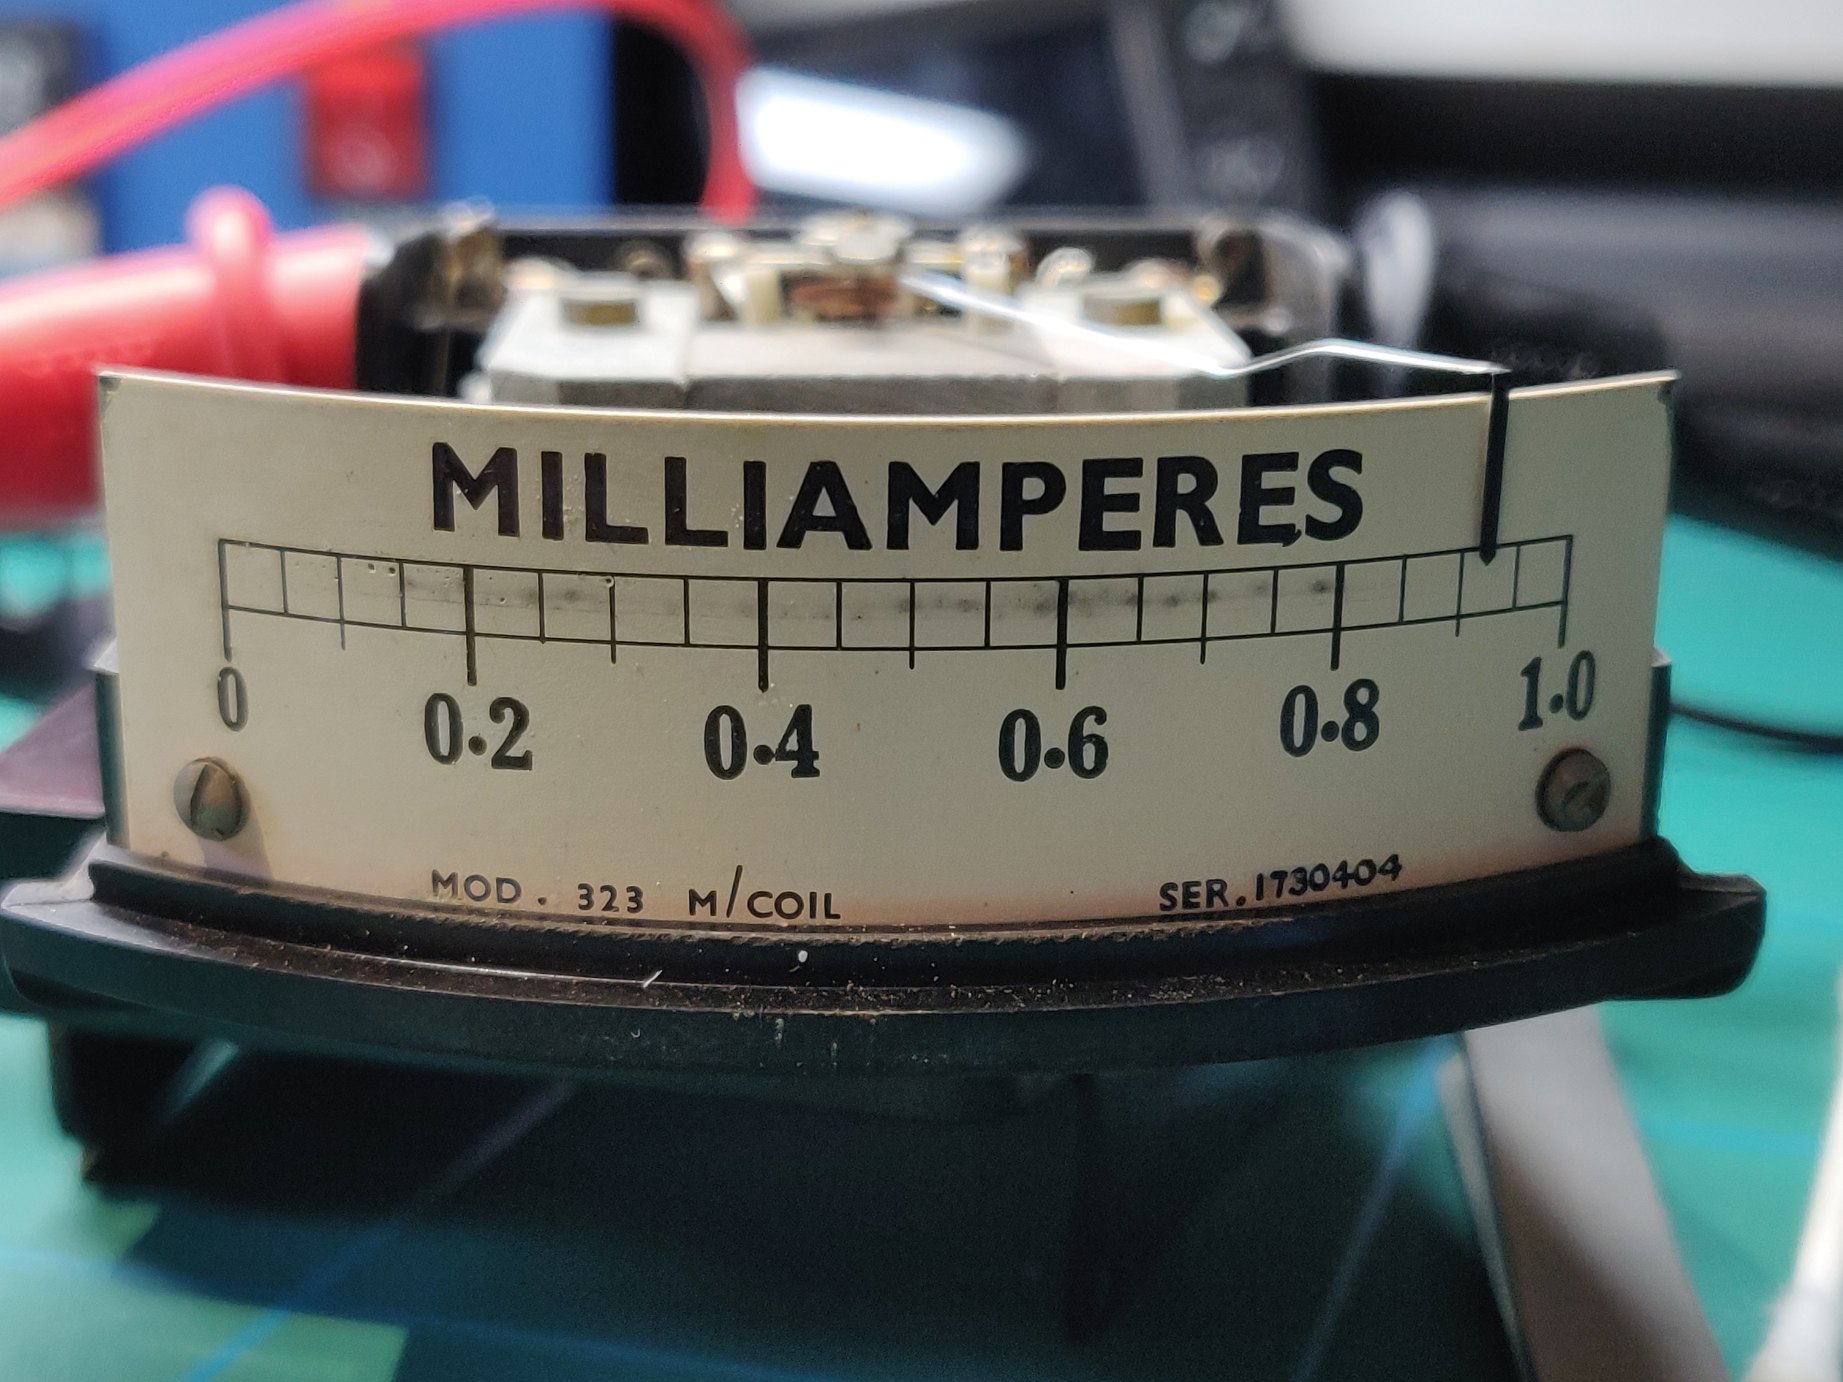 MILLIAMPERES
0 0.2 0.4 0.6 0.8 1.0
MOD. 323 M/COIL SER.1730404